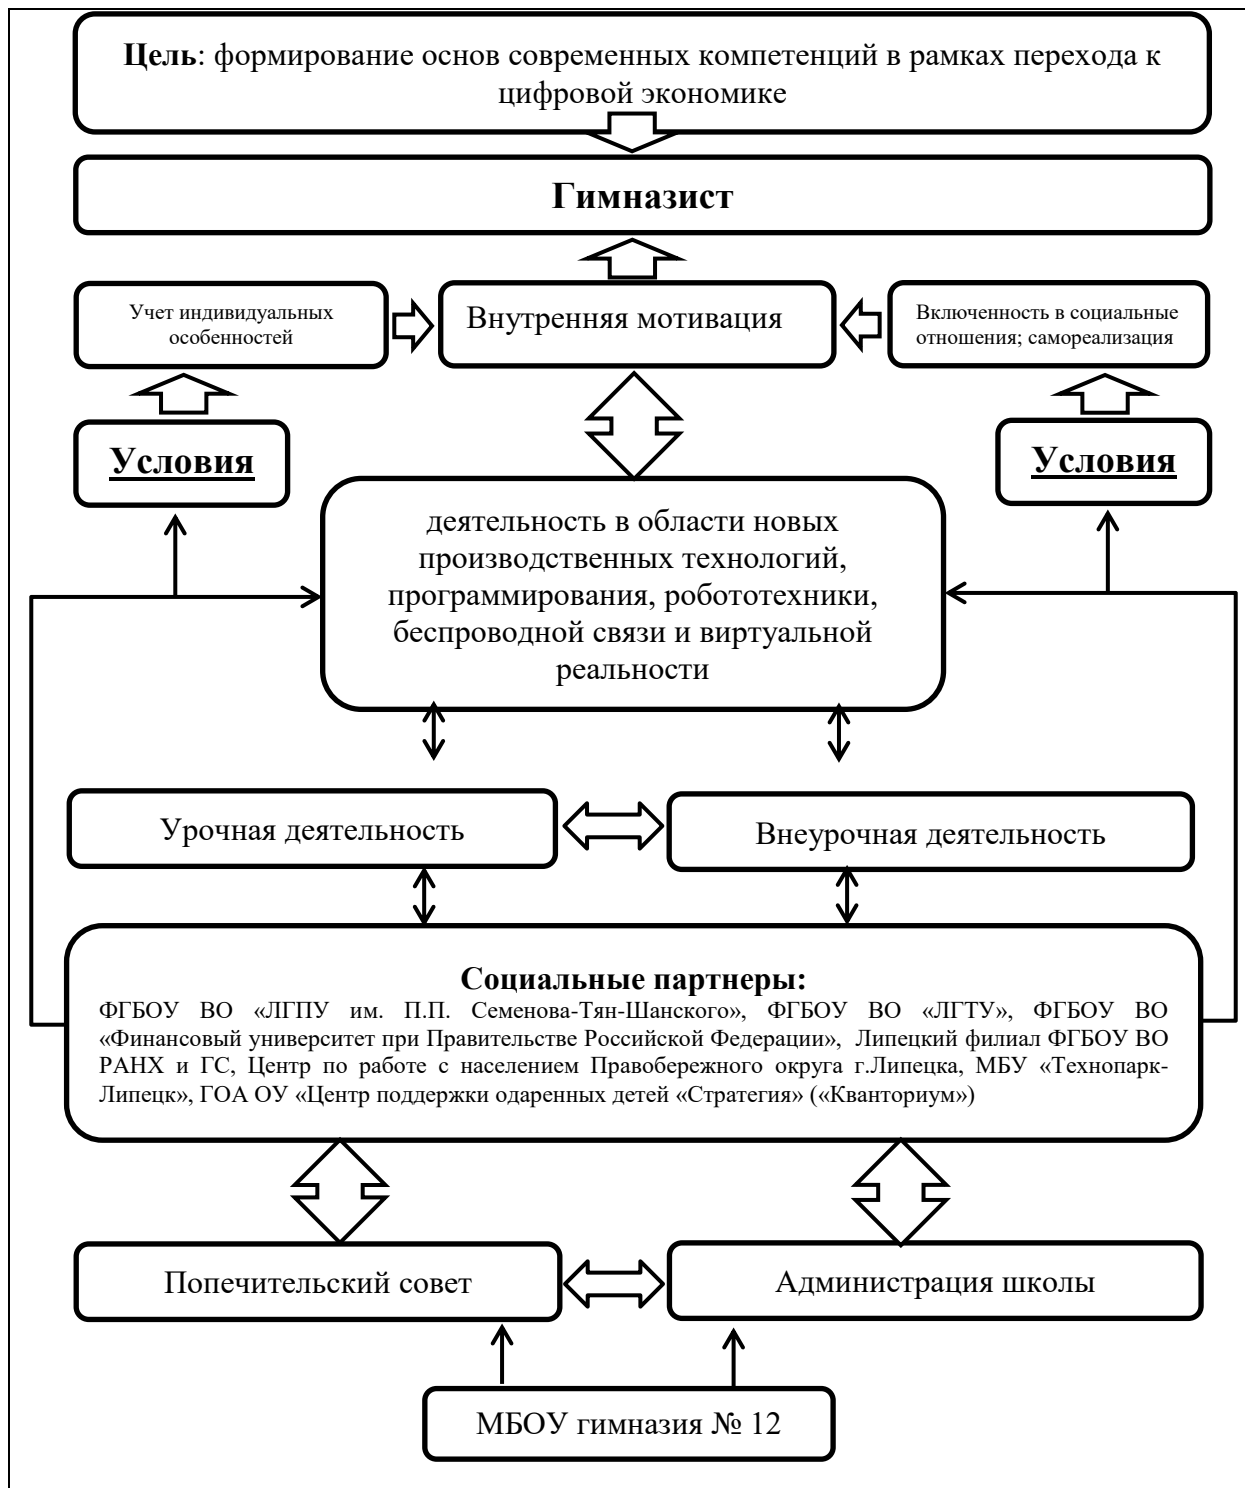 Цель: формирование основ современных компетенций в рамках перехода к
цифровой экономике
Гимназист
Учет индивидуальных
особенностей
Внутренняя мотивация
Включенность в социальные
отношения; самореализация
Условия
Условия
деятельность в области новых
производственных технологий,
программирования, робототехники,
беспроводной связи и виртуальной
реальности
Урочная деятельность
Внеурочная деятельность
Социальные партнеры:
ФГБОУ ВО «ЛГПУ им. П.П. Семенова-Тян-Шанского», ФГБОУ ВО «ЛГТУ», ФГБОУ ВО
«Финансовый университет при Правительстве Российской Федерации», Липецкий филиал ФГБОУ ВО
РАНХ и ГС, Центр по работе с населением Правобережного округа г.Липецка, МБУ «Технопарк-
Липецк», ГОА ОУ «Центр поддержки одаренных детей «Стратегия» («Кванториум»)
Попечительский совет
Администрация школы
МБОУ гимназия № 12